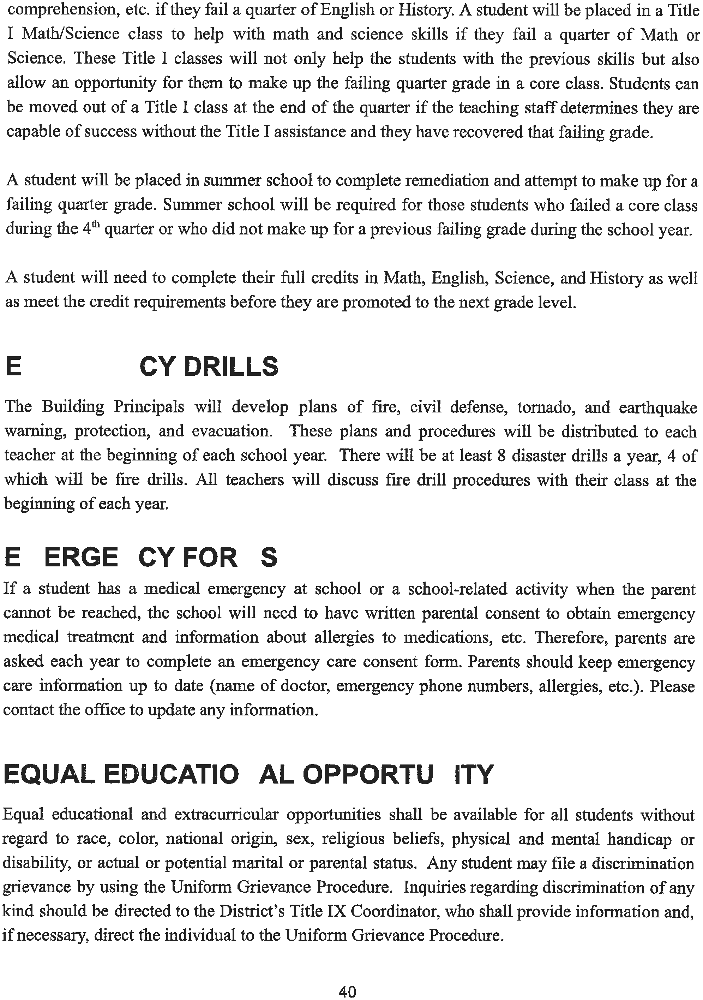 comprehension, etc. if they fail a quarter of English or History. A student will be placed in a Title
I Math/Science class to help with math and science skills if they fail a quarter of Math or
Science. These Title I classes will not only help the students with the previous skills but also
allow an opportunity for them to make up the failing quarter grade in a core class. Students can
be moved out of a Title I class at the end of the quarter if the teaching staff determines they are
capable of success without the Title I assistance and they have recovered that failing grade.
A student will be placed in summer school to complete remediation and attempt to make up for a
failing quarter grade. Summer school will be required for those students who failed a core class
during the 4th quarter or who did not make up for a previous failing grade during the school year.
A student will need to complete their full credits in Math, English, Science, and History as well
as meet the credit requirements before they are promoted to the next grade level.
E CY DRILLS
The Building Principals will develop plans of fire, civil defense, tornado, and earthquake
warning, protection, and evacuation. These plans and procedures will be distributed to each
teacher at the beginning of each school year. There will be at least 8 disaster drills a year, 4 of
which will be fire drills. All teachers will discuss fire drill procedures with their class at the
beginning of each year.
E ERGE CY FOR S
If a student has a medical emergency at school or a school-related activity when the parent
cannot be reached, the school will need to have written parental consent to obtain emergency
medical treatment and information about allergies to medications, etc. Therefore, parents are
asked each year to complete an emergency care consent form. Parents should keep emergency
care information up to date (name of doctor, emergency phone numbers, allergies, etc.). Please
contact the office to update any information.
EQUAL EDUCATIO AL OPPORTU ITY
Equal educational and extracurricular opportunities shall be available for all students without
regard to race, color, national origin, sex, religious beliefs, physical and mental handicap or
disability, or actual or potential marital or parental status. Any student may file a discrimination
grievance by using the Uniform Grievance Procedure. Inquiries regarding discrimination of any
kind should be directed to the District's Title IX Coordinator, who shall provide information and,
if necessary, direct the individual to the Uniform Grievance Procedure.
40